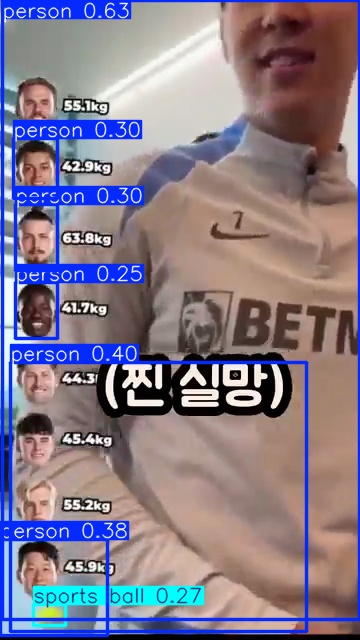 person 0.63
55.1kg
person 0.30
42.9kg
person 0.30
63.8kg
7
person 0.25
41.7kg
BETM
person 0.40
(찐 실망)
45.4kg
55.2kg
person 0.38
45.9kg
sports ball 0.27